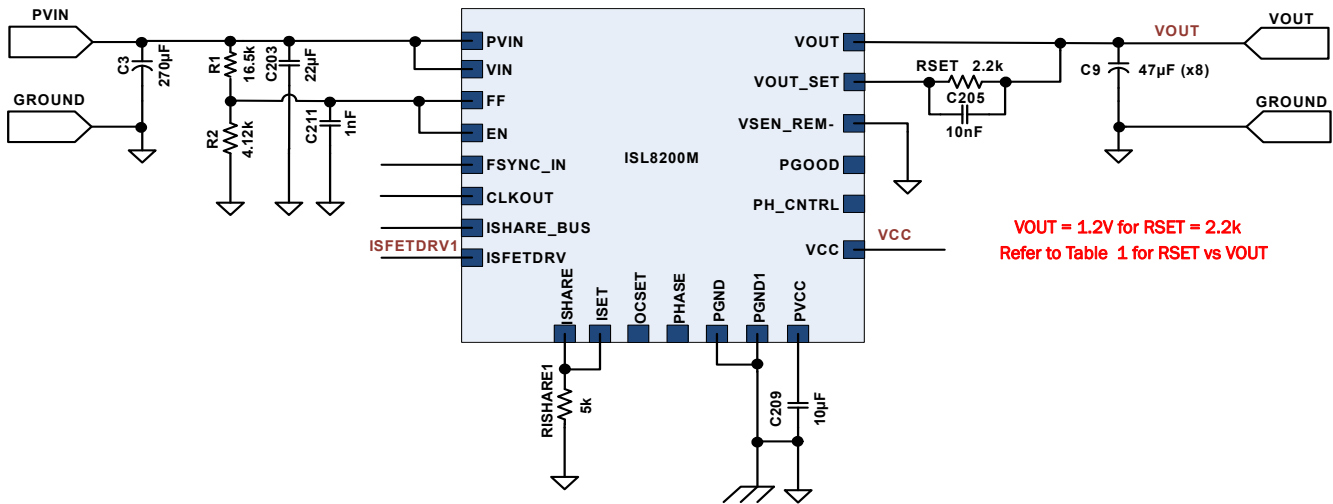 PVIN
GROUND
C3
270µF
R1
16.5k
C203
22µF
R2
4.12k
C211
1nF
ISFETDRV1
PVIN
VIN
FF
EN
FSYNC_IN
CLKOUT
ISHARE_BUS
ISFETDRV
ISL8200M
VOUT
VOUT_SET
VSEN_REM-
PGOOD
PH_CNTRL
VCC
ISHARE
ISET
OCSET
PHASE
PGND
PGND1
PVCC
RISHARE1
5k
C209
10µF
RSET 2.2k
C205
10nF
VCC
VOUT
C9 47µF (x8)
VOUT
GROUND
VOUT = 1.2V for RSET = 2.2k
Refer to Table 1 for RSET vs VOUT